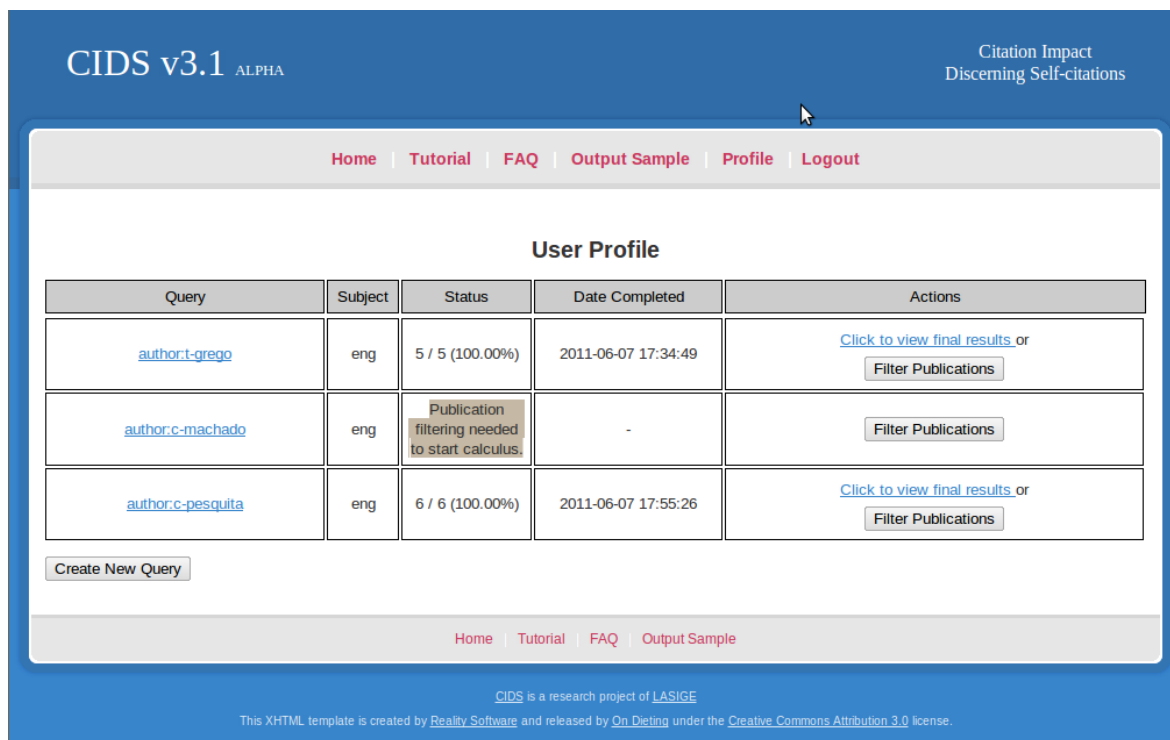 CIDS v3.1 ALPHA
Citation Impact
Discerning Self-citations
Home | Tutorial | FAQ | Output Sample | Profile | Logout
User Profile
Query Subject Status Date Completed Actions
author:t-grego eng 5 / 5 (100.00%) 2011-06-07 17:34:49 Click to view final results or
Filter Publications
author:c-machado eng Publication
filtering needed
to start calculus. - Filter Publications
author:c-pesquita eng 6 / 6 (100.00%) 2011-06-07 17:55:26 Click to view final results or
Filter Publications
Create New Query
Home | Tutorial | FAQ | Output Sample
CIDS is a research project of LASIGE
This XHTML template is created by Reality Software and released by On Dieting under the Creative Commons Attribution 3.0 license.